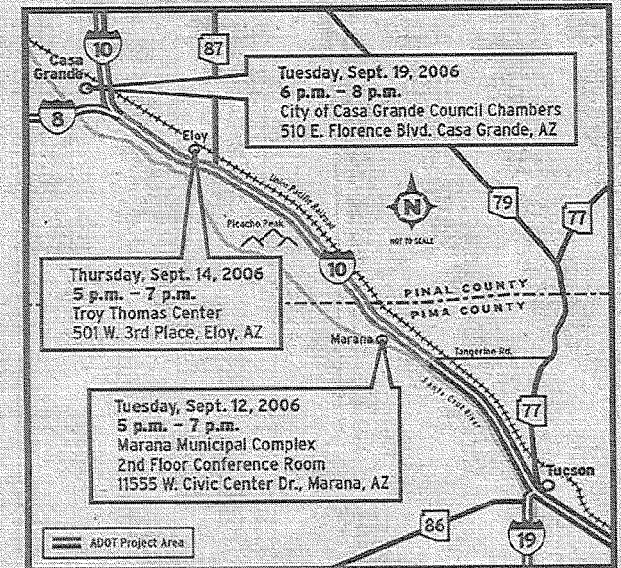 10
87
Casa
Grande
Tuesday, Sept. 19, 2006
6 p.m. – 8 p.m.
City of Casa Grande Council Chambers
510 E. Florence Blvd. Casa Grande, AZ
8
Eloy
Union Pacific Railroad
N
NOT TO SCALE
79
77
Picacho Peak
10
Thursday, Sept. 14, 2006
5 p.m. – 7 p.m.
Troy Thomas Center
501 W. 3rd Place, Eloy, AZ
PINAL COUNTY
PIMA COUNTY
Marana
Tangerine Rd.
Santa Cruz River
Tuesday, Sept. 12, 2006
5 p.m. – 7 p.m.
Marana Municipal Complex
2nd Floor Conference Room
11555 W. Civic Center Dr., Marana, AZ
77
Tucson
86
19
ADOT Project Area